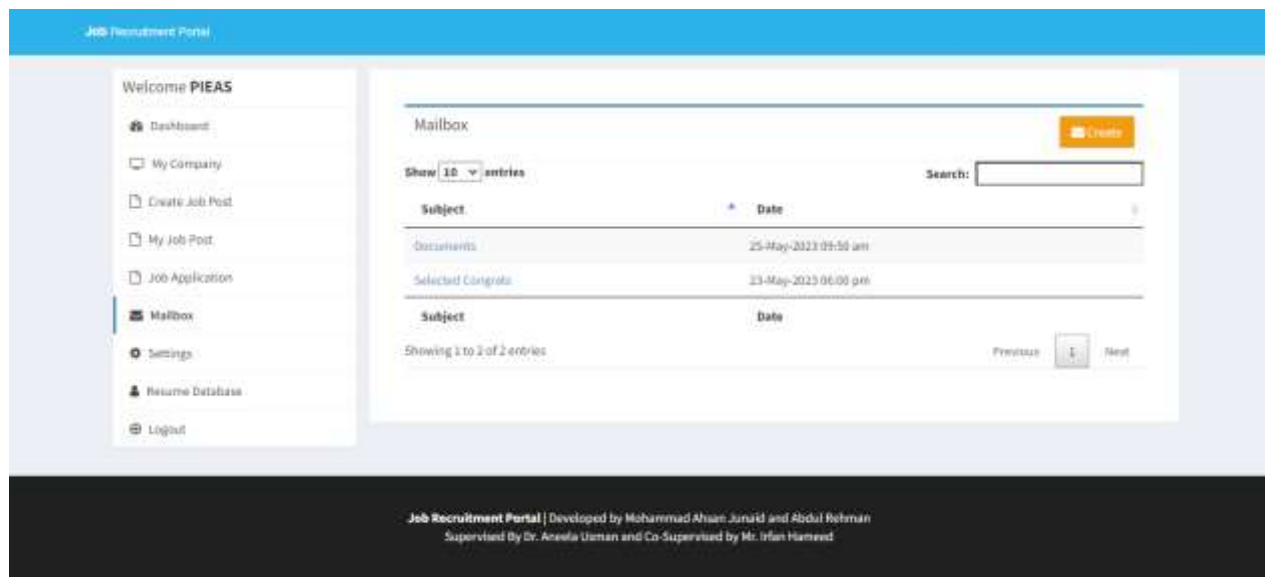 Job Recruitment Portal
Welcome PIEAS
Dashboard
My Company
Create Job Post
My Job Post
Job Application
Mailbox
Settings
Resume Database
Logout
Mailbox
Create
Show 10 entries
Search:
Subject Date
Documents 25-May-2023 09:50 am
Selected Congrats 23-May-2023 06:00 pm
Subject Date
Showing 1 to 2 of 2 entries
Previous 1 Next
Job Recruitment Portal | Developed by Mohammad Ahsan Junaid and Abdul Rehman
Supervised By Dr. Aneela Usman and Co-Supervised by Mr. Irfan Hameed